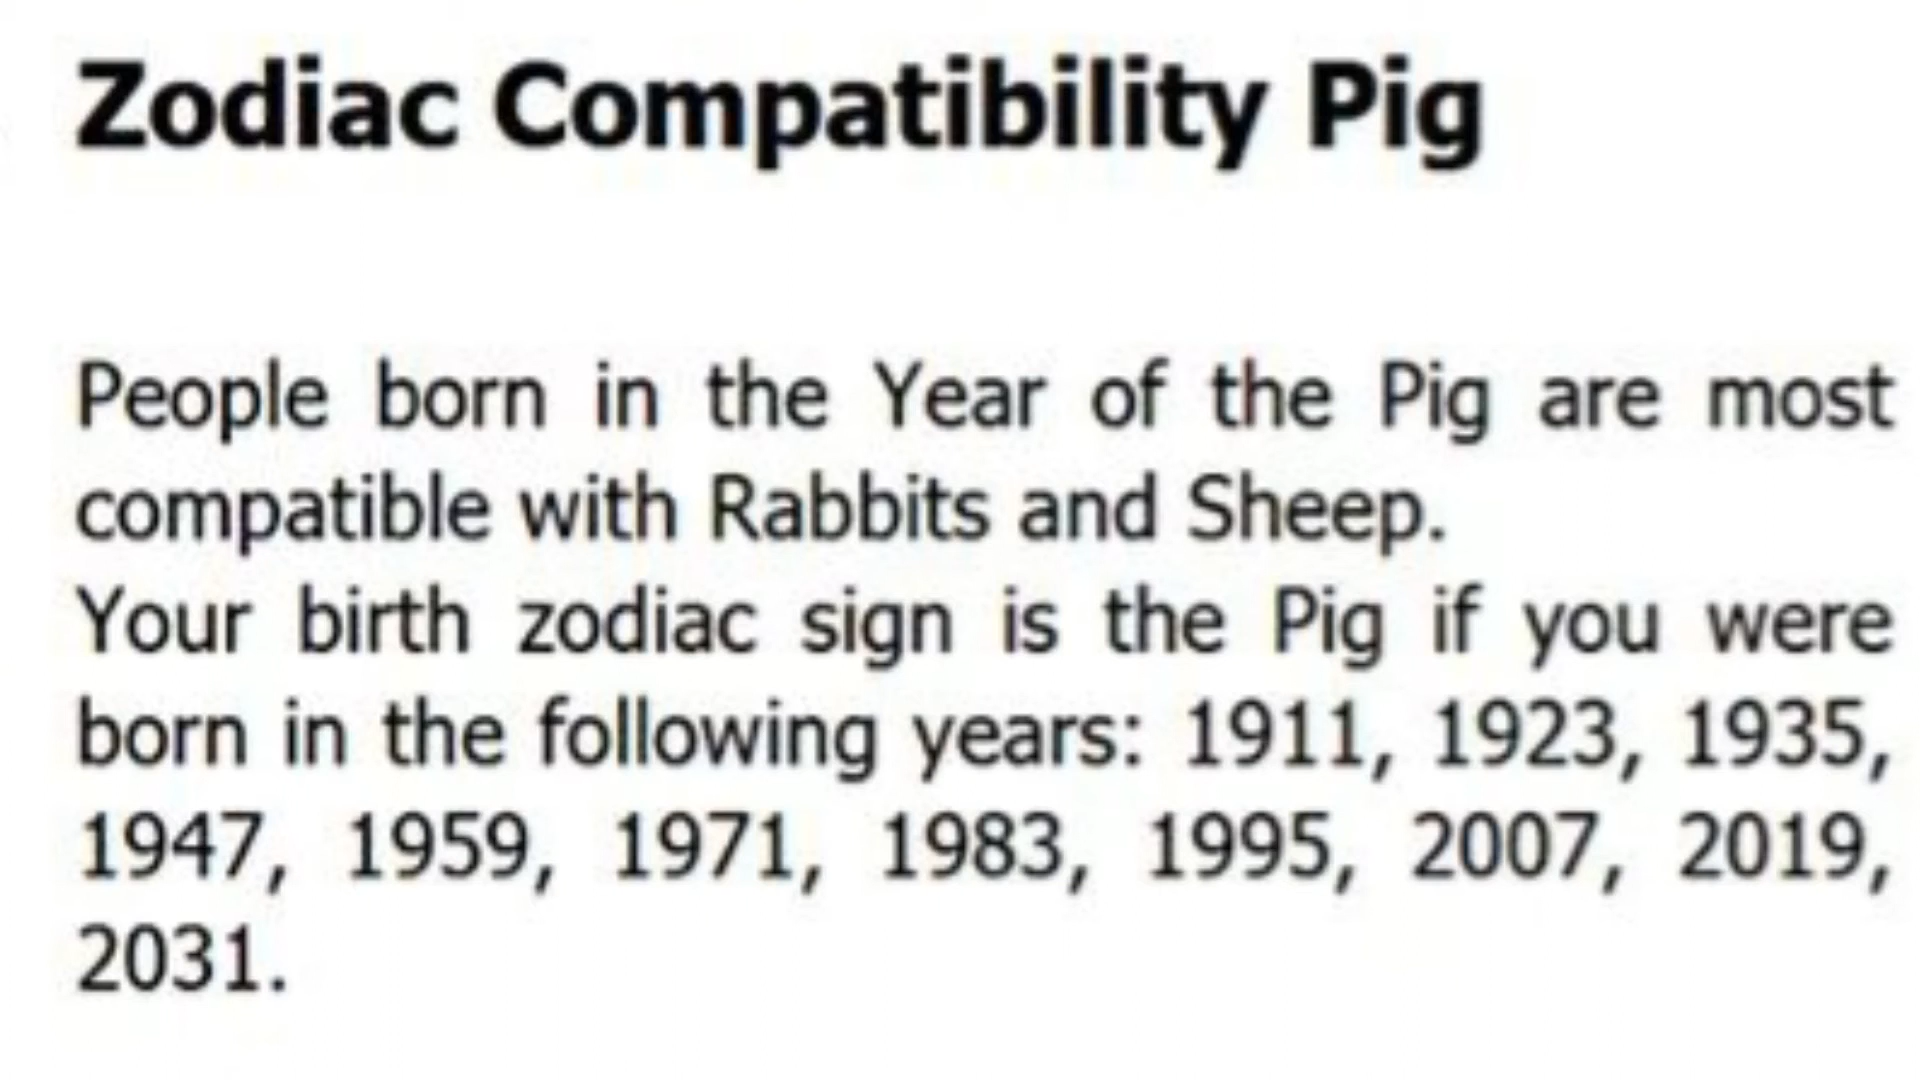 Zodiac Compatibility Pig
People born in the Year of the Pig are most
compatible with Rabbits and Sheep.
Your birth zodiac sign is the Pig if you were
born in the following years: 1911, 1923, 1935,
1947, 1959, 1971, 1983, 1995, 2007, 2019,
2031.